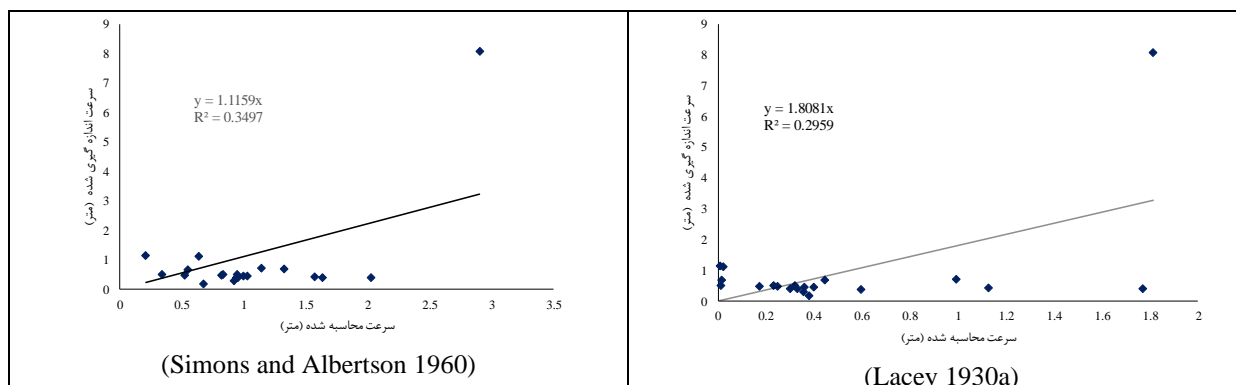 9
8
7
6
5
4
3
2
1
0
سرعت اندازه گیری شده (متر)
y = 1.1159x
R² = 0.3497
0 0.5 1 1.5 2 2.5 3 3.5
سرعت محاسبه شده (متر)
(Simons and Albertson 1960)
9
8
7
6
5
4
3
2
1
0
سرعت اندازه گیری شده (متر)
y = 1.8081x
R² = 0.2959
0 0.2 0.4 0.6 0.8 1 1.2 1.4 1.6 1.8 2
سرعت محاسبه شده (متر)
(Lacey 1930a)